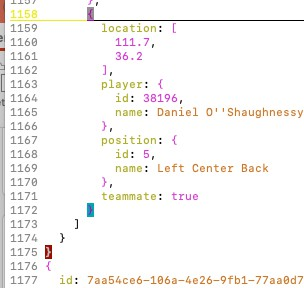 1157 },
1158 {
1159 location: [
1160 111.7,
1161 36.2
1162 ],
1163 player: {
1164 id: 38196,
1165 name: Daniel O''Shaughnessy
1166 },
1167 position: {
1168 id: 5,
1169 name: Left Center Back
1170 },
1171 teammate: true
1172 }
1173 ]
1174 }
1175 }
1176 {
1177 id: 7aa54ce6-106a-4e26-9fb1-77aa0d7